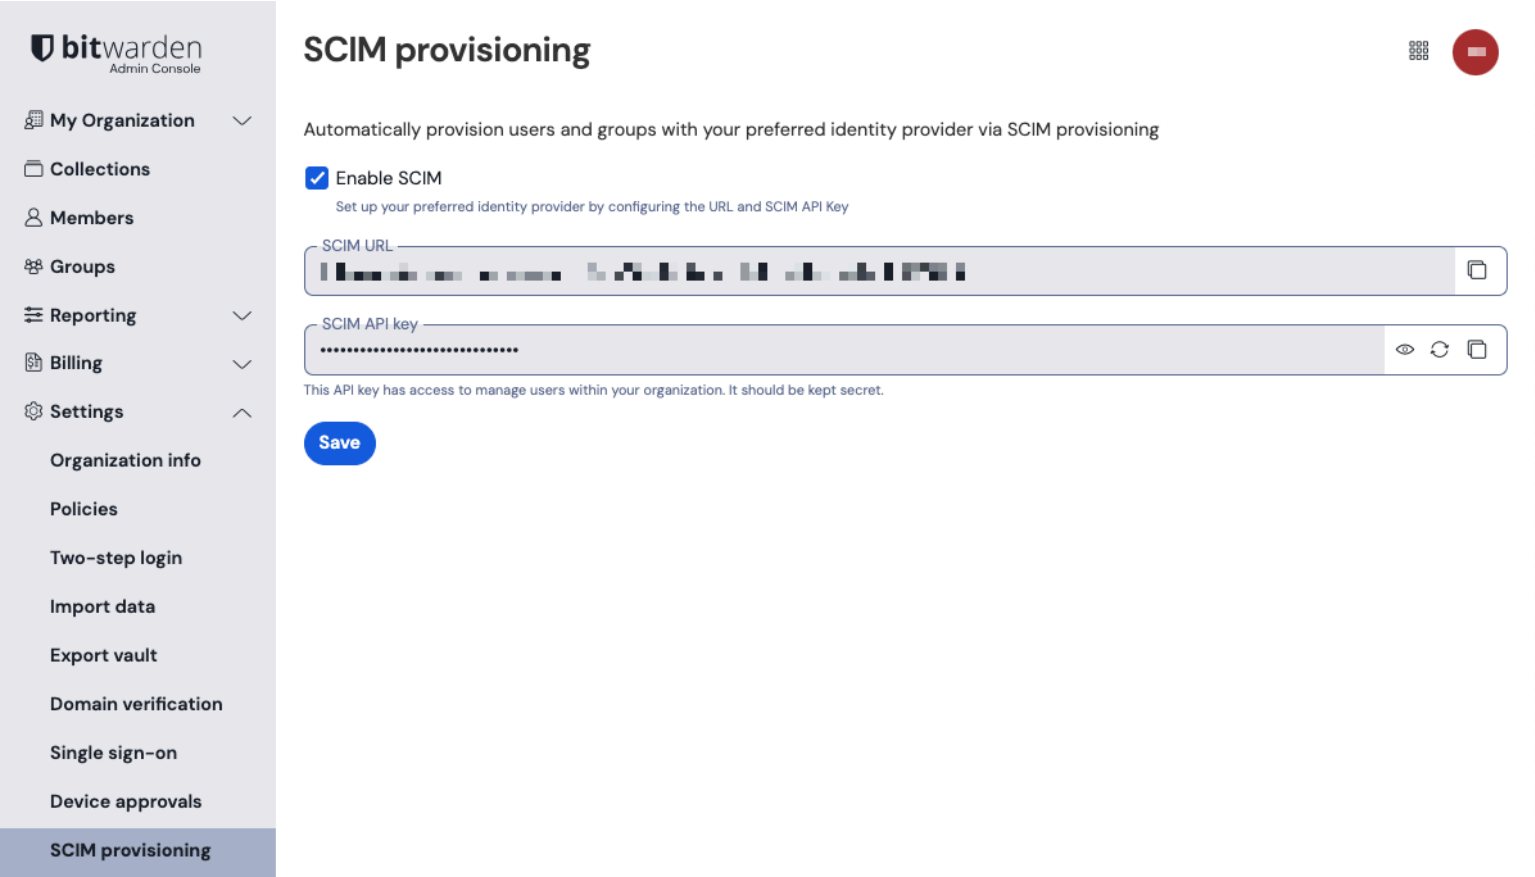 bitwarden
Admin Console
My Organization
Collections
Members
Groups
Reporting
Billing
Settings
Organization info
Policies
Two-step login
Import data
Export vault
Domain verification
Single sign-on
Device approvals
SCIM provisioning
SCIM provisioning
Automatically provision users and groups with your preferred identity provider via SCIM provisioning
Enable SCIM
Set up your preferred identity provider by configuring the URL and SCIM API Key
SCIM URL
SCIM API key
••••••••••••••••••••••••••••••
This API key has access to manage users within your organization. It should be kept secret.
Save